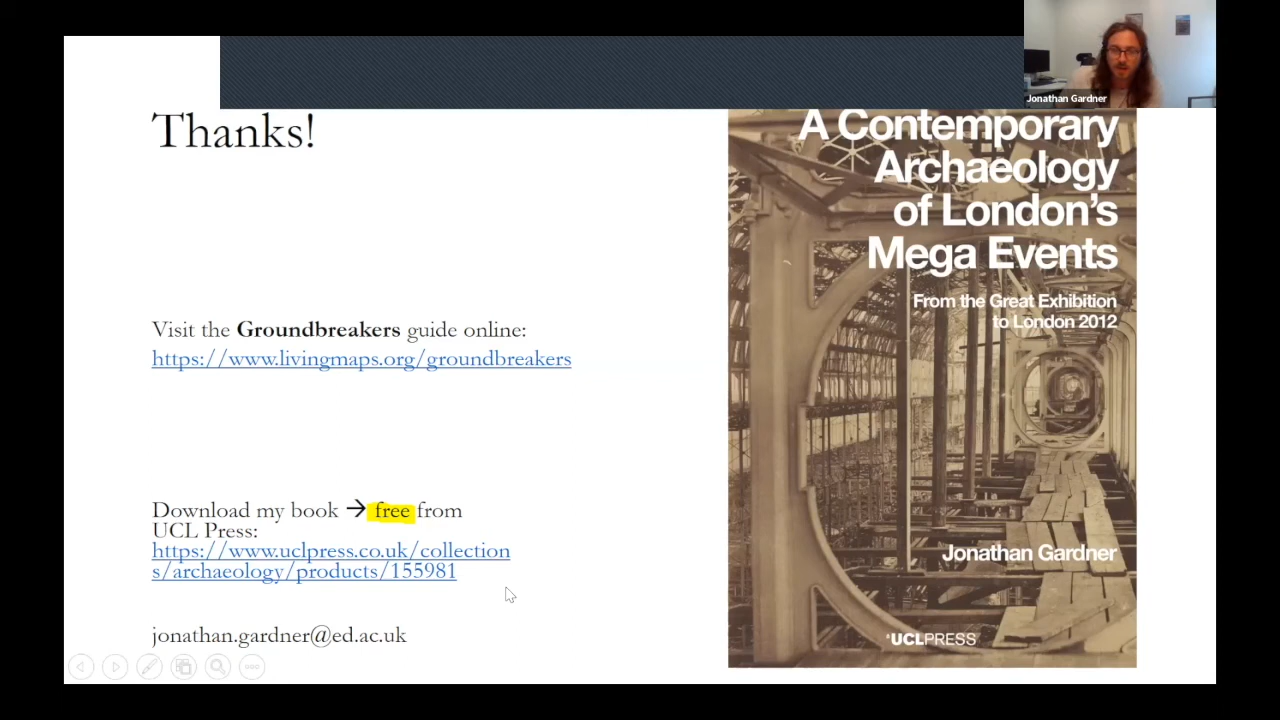 Jonathan Gardner
Thanks!
Visit the Groundbreakers guide online:
https://www.livingmaps.org/groundbreakers
Download my book → free from
UCL Press:
https://www.uclpress.co.uk/collection
s/archaeology/products/155981
jonathan.gardner@ed.ac.uk
A Contemporary
Archaeology
of London's
Mega Events
From the Great Exhibition
to London 2012
Jonathan Gardner
UCLPRESS